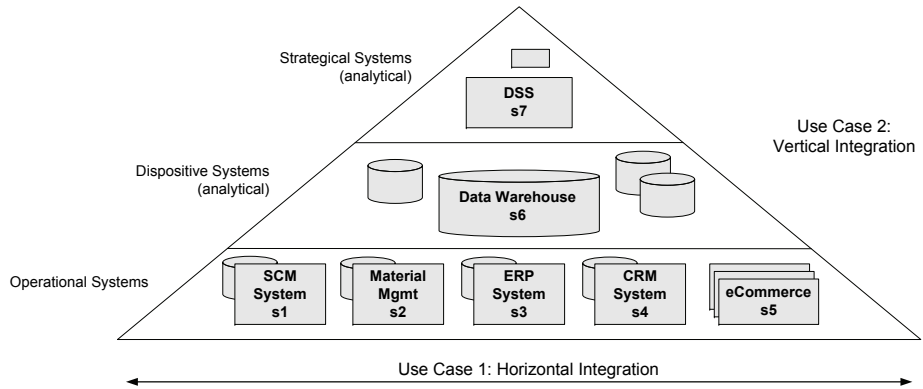 Strategical Systems
(analytical)
DSS
s7
Use Case 2:
Vertical Integration
Dispositive Systems
(analytical)
Data Warehouse
s6
Operational Systems
SCM
System
s1
Material
Mgmt
s2
ERP
System
s3
CRM
System
s4
eCommerce
s5
Use Case 1: Horizontal Integration